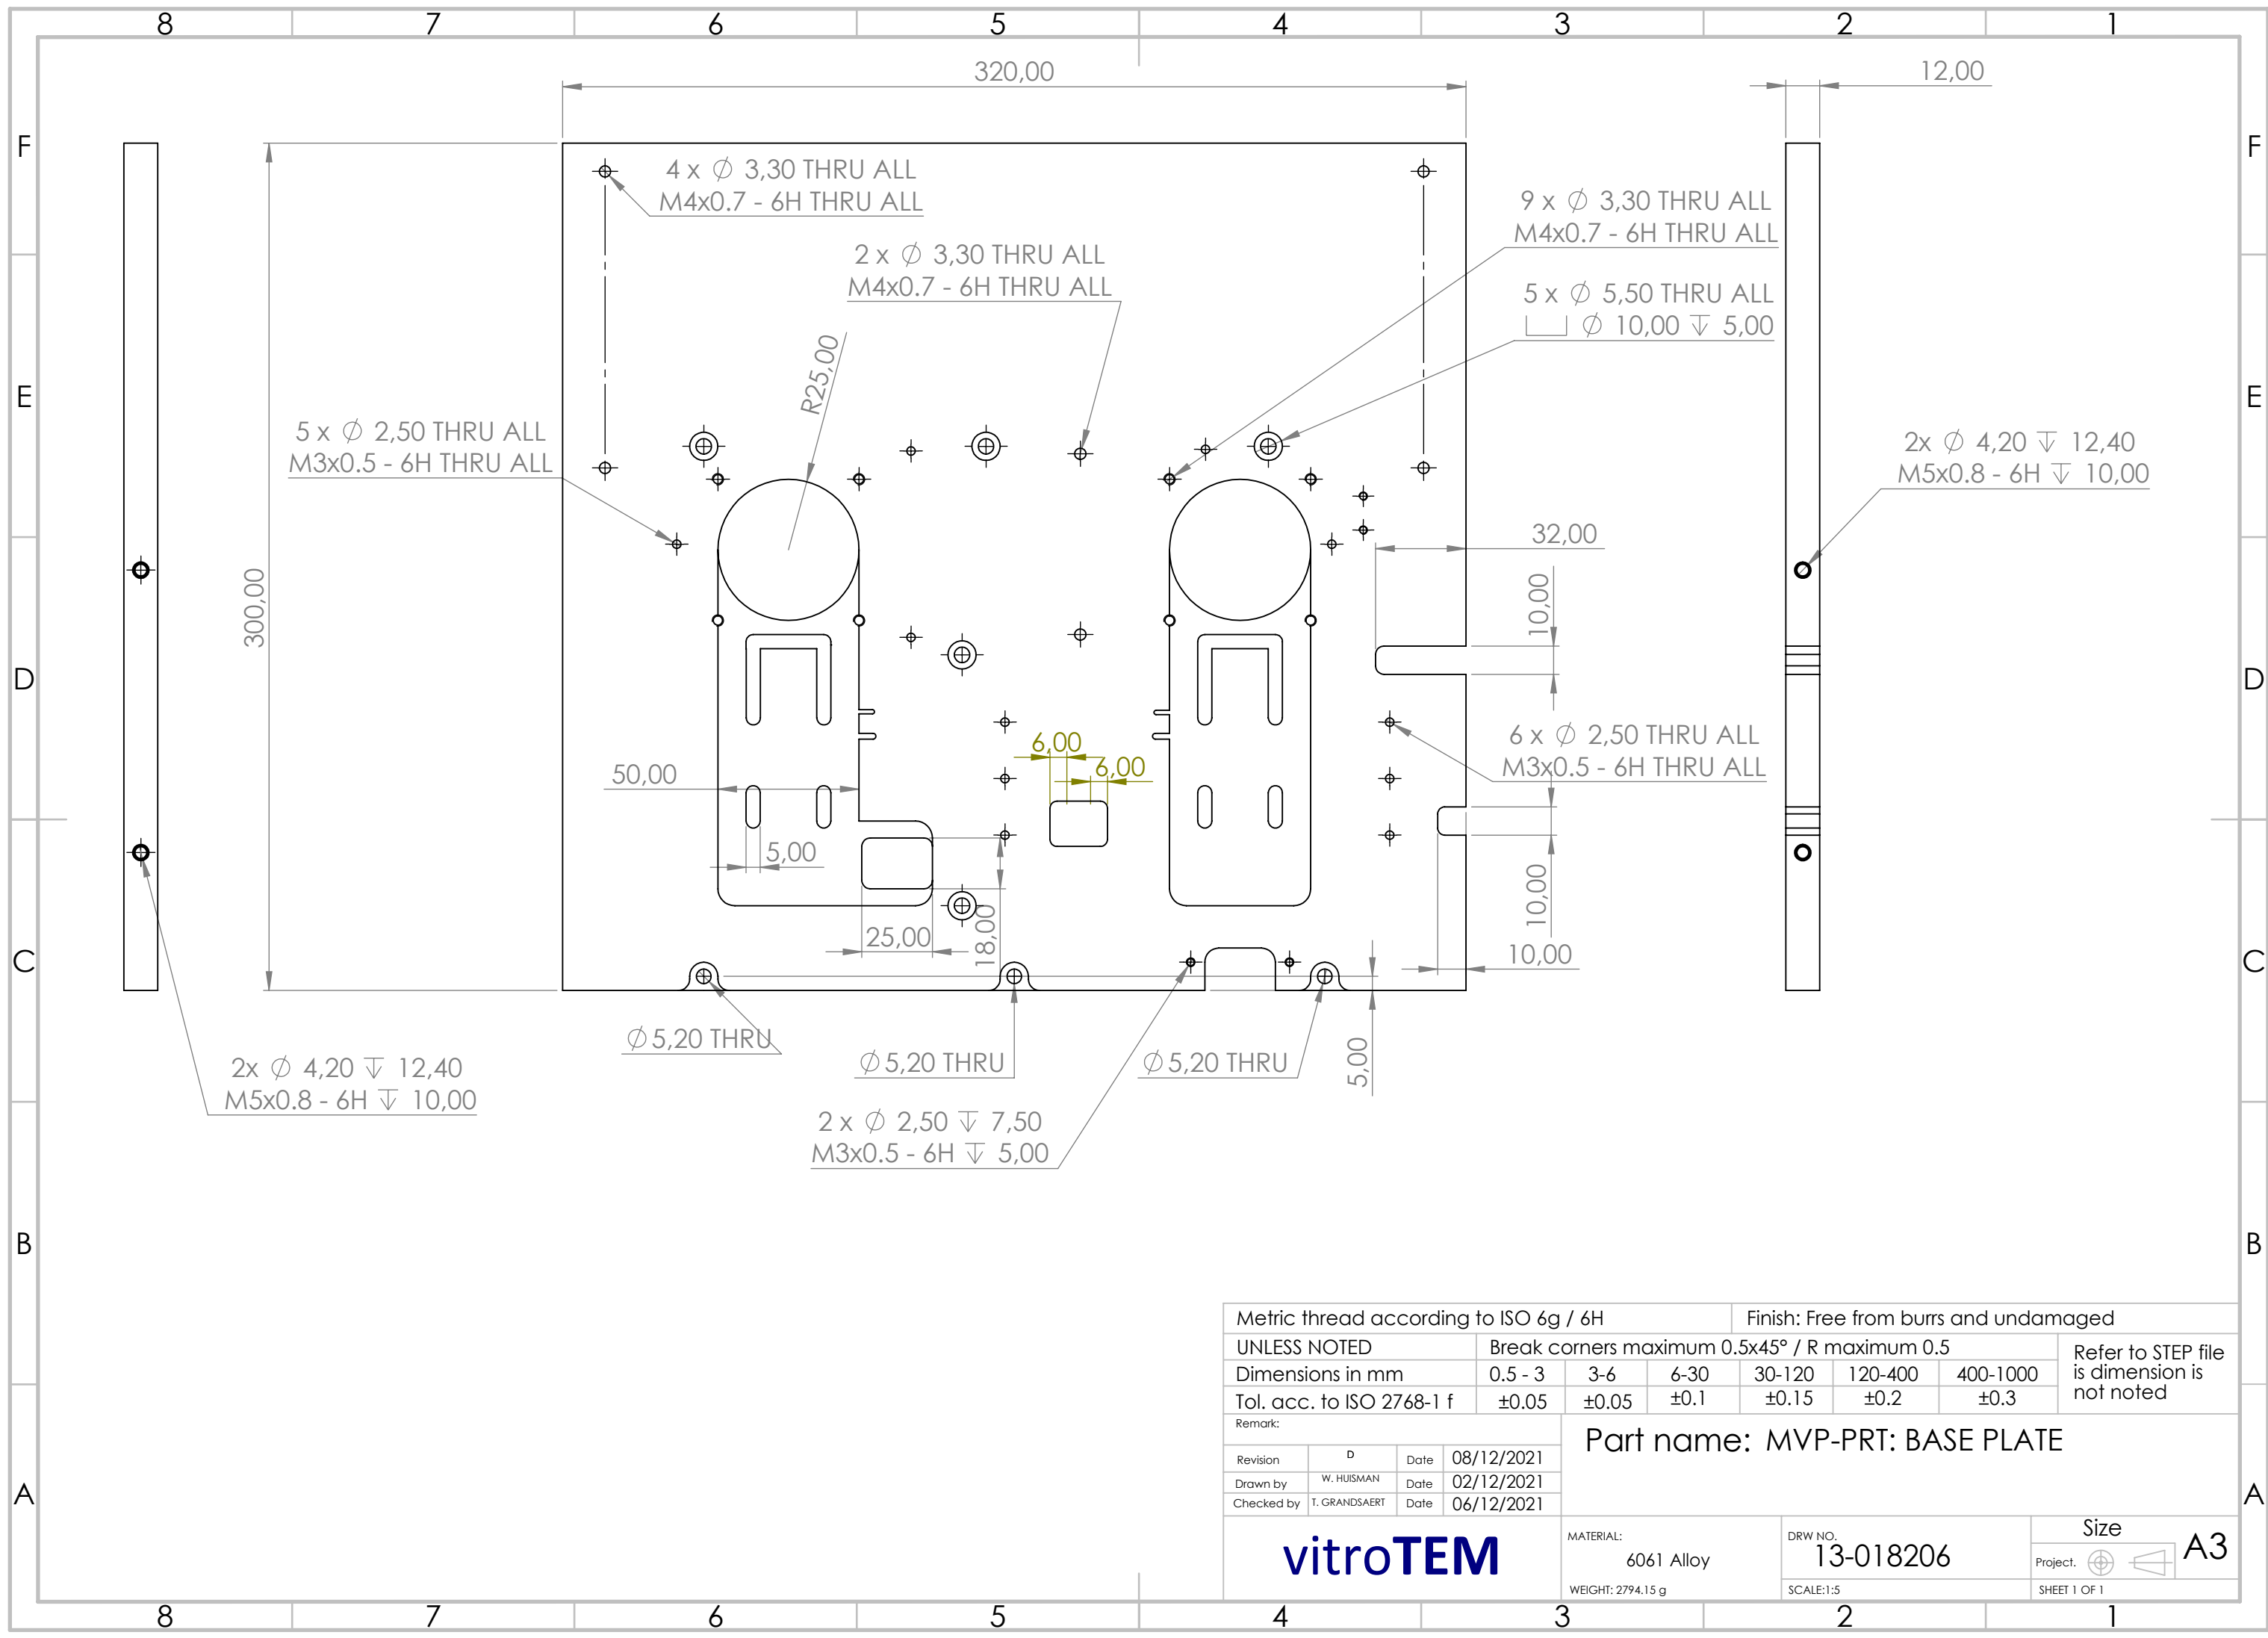 8 7 6 5 4 3 2 1
320,00
12,00
F
F
4 x ∅ 3,30 THRU ALL
M4x0.7 - 6H THRU ALL
9 x ∅ 3,30 THRU ALL
M4x0.7 - 6H THRU ALL
2 x ∅ 3,30 THRU ALL
M4x0.7 - 6H THRU ALL
5 x ∅ 5,50 THRU ALL
⌴ ∅ 10,00 ↧ 5,00
R25,00
E
E
5 x ∅ 2,50 THRU ALL
M3x0.5 - 6H THRU ALL
2x ∅ 4,20 ↧ 12,40
M5x0.8 - 6H ↧ 10,00
32,00
300,00
10,00
D
D
6 x ∅ 2,50 THRU ALL
M3x0.5 - 6H THRU ALL
6,00
6,00
50,00
5,00
10,00
25,00
18,00
10,00
C
C
∅ 5,20 THRU
∅ 5,20 THRU
∅ 5,20 THRU
5,00
2x ∅ 4,20 ↧ 12,40
M5x0.8 - 6H ↧ 10,00
2 x ∅ 2,50 ↧ 7,50
M3x0.5 - 6H ↧ 5,00
B
B
Metric thread according to ISO 6g / 6H Finish: Free from burrs and undamaged
UNLESS NOTED Break corners maximum 0.5x45° / R maximum 0.5
Refer to STEP file
is dimension is
not noted
Dimensions in mm 0.5 - 3 3-6 6-30 30-120 120-400 400-1000
Tol. acc. to ISO 2768-1 f ±0.05 ±0.05 ±0.1 ±0.15 ±0.2 ±0.3
Remark:
Part name: MVP-PRT: BASE PLATE
Revision D Date 08/12/2021
Drawn by W. HUISMAN Date 02/12/2021
Checked by T. GRANDSAERT Date 06/12/2021
A
A
vitroTEM
MATERIAL:
6061 Alloy
WEIGHT: 2794.15 g
DRW NO.
13-018206
SCALE:1:5
Size
A3
Project.
SHEET 1 OF 1
8 7 6 5 4 3 2 1